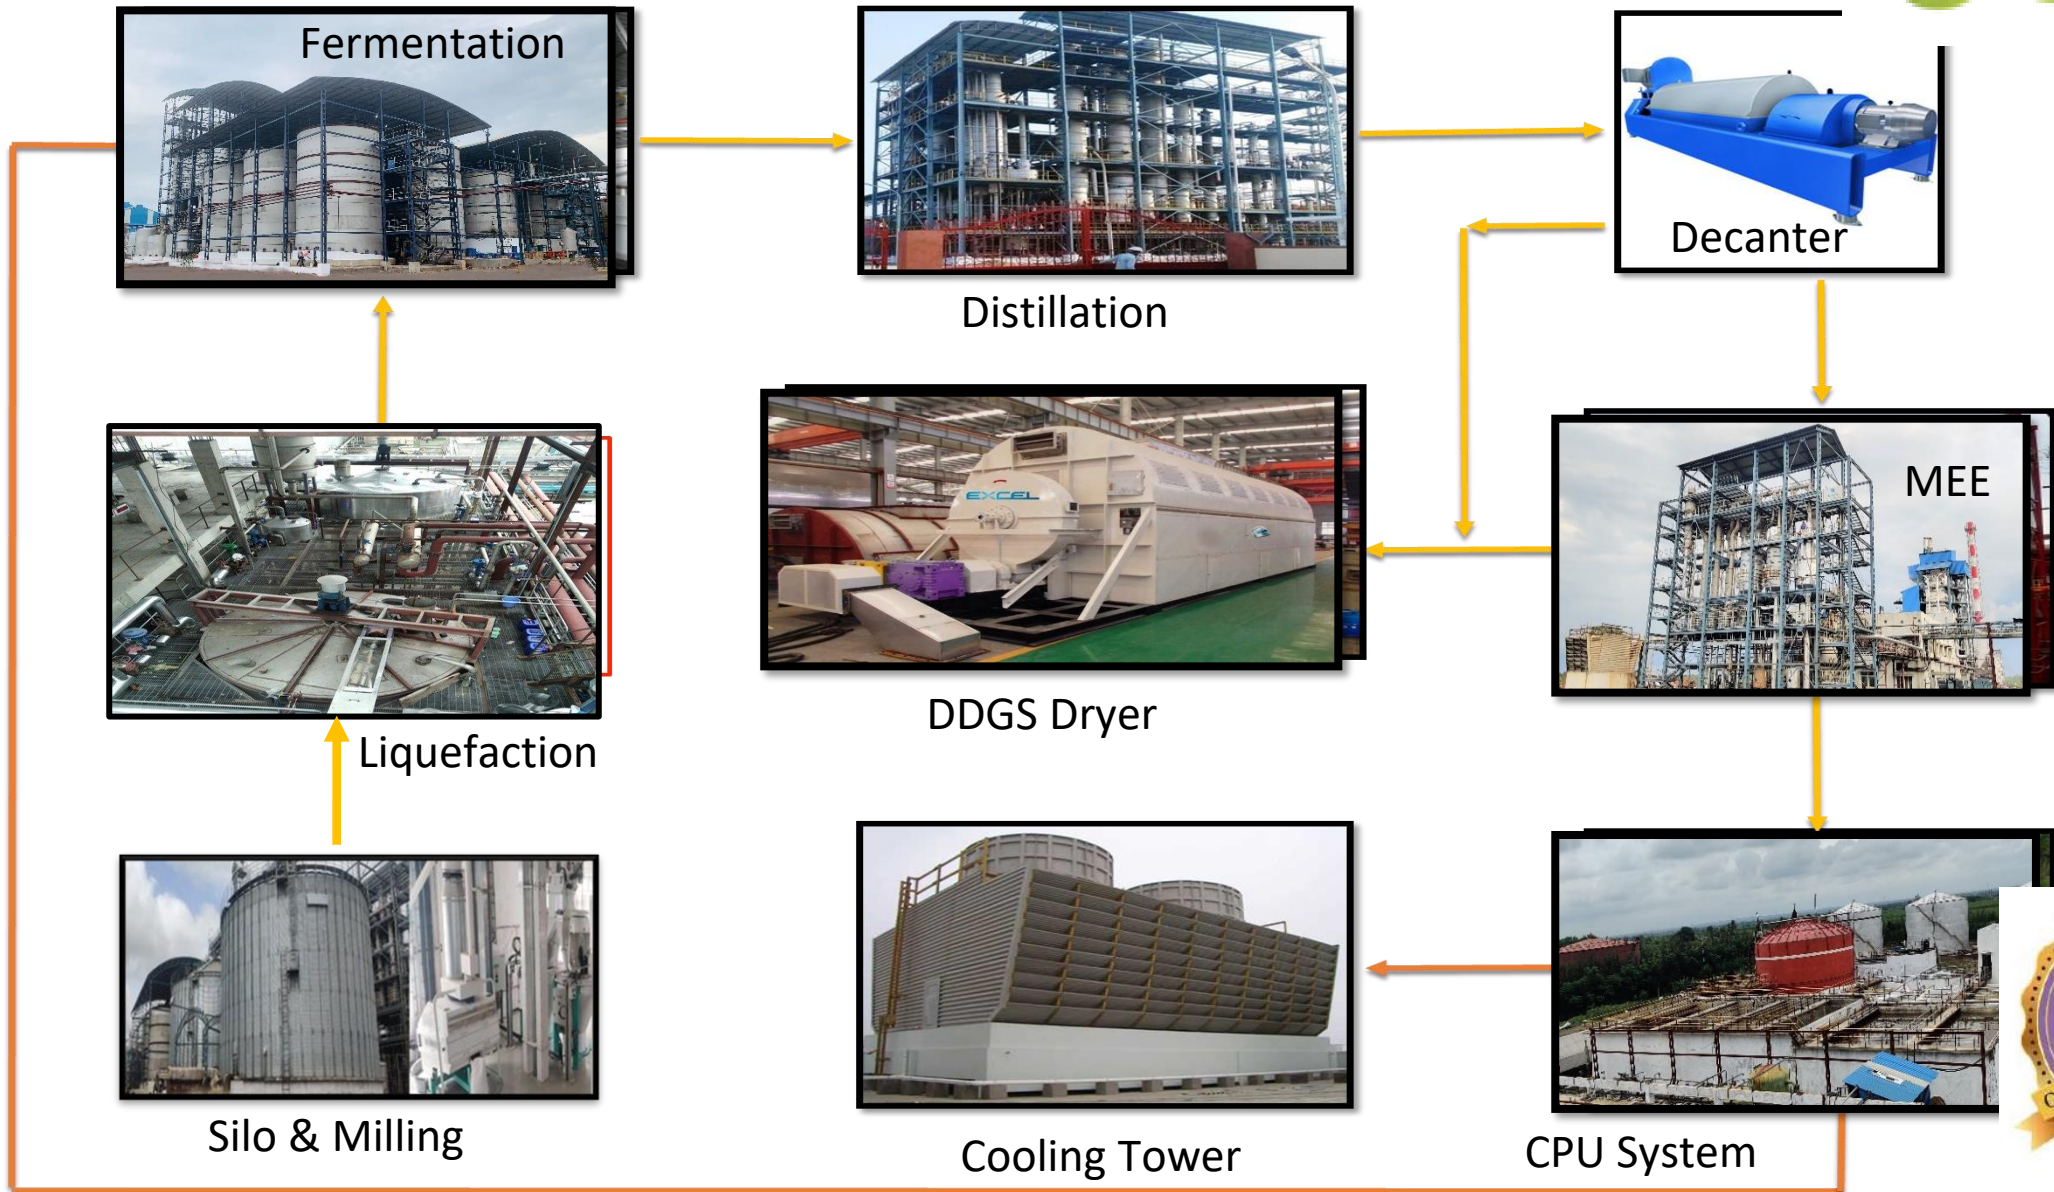 Fermentation
Distillation
Decanter
Liquefaction
EXCEL
DDGS Dryer
MEE
Silo & Milling
Cooling Tower
CPU System